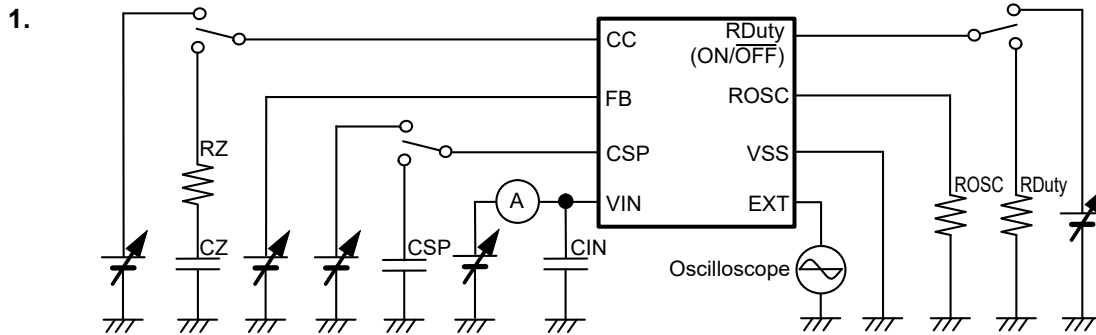 1.
CC
RDuty
(ON/OFF)
FB
ROSC
CSP
VSS
VIN
EXT
RZ
CZ
CSP
A
CIN
Oscilloscope
ROSC
RDuty